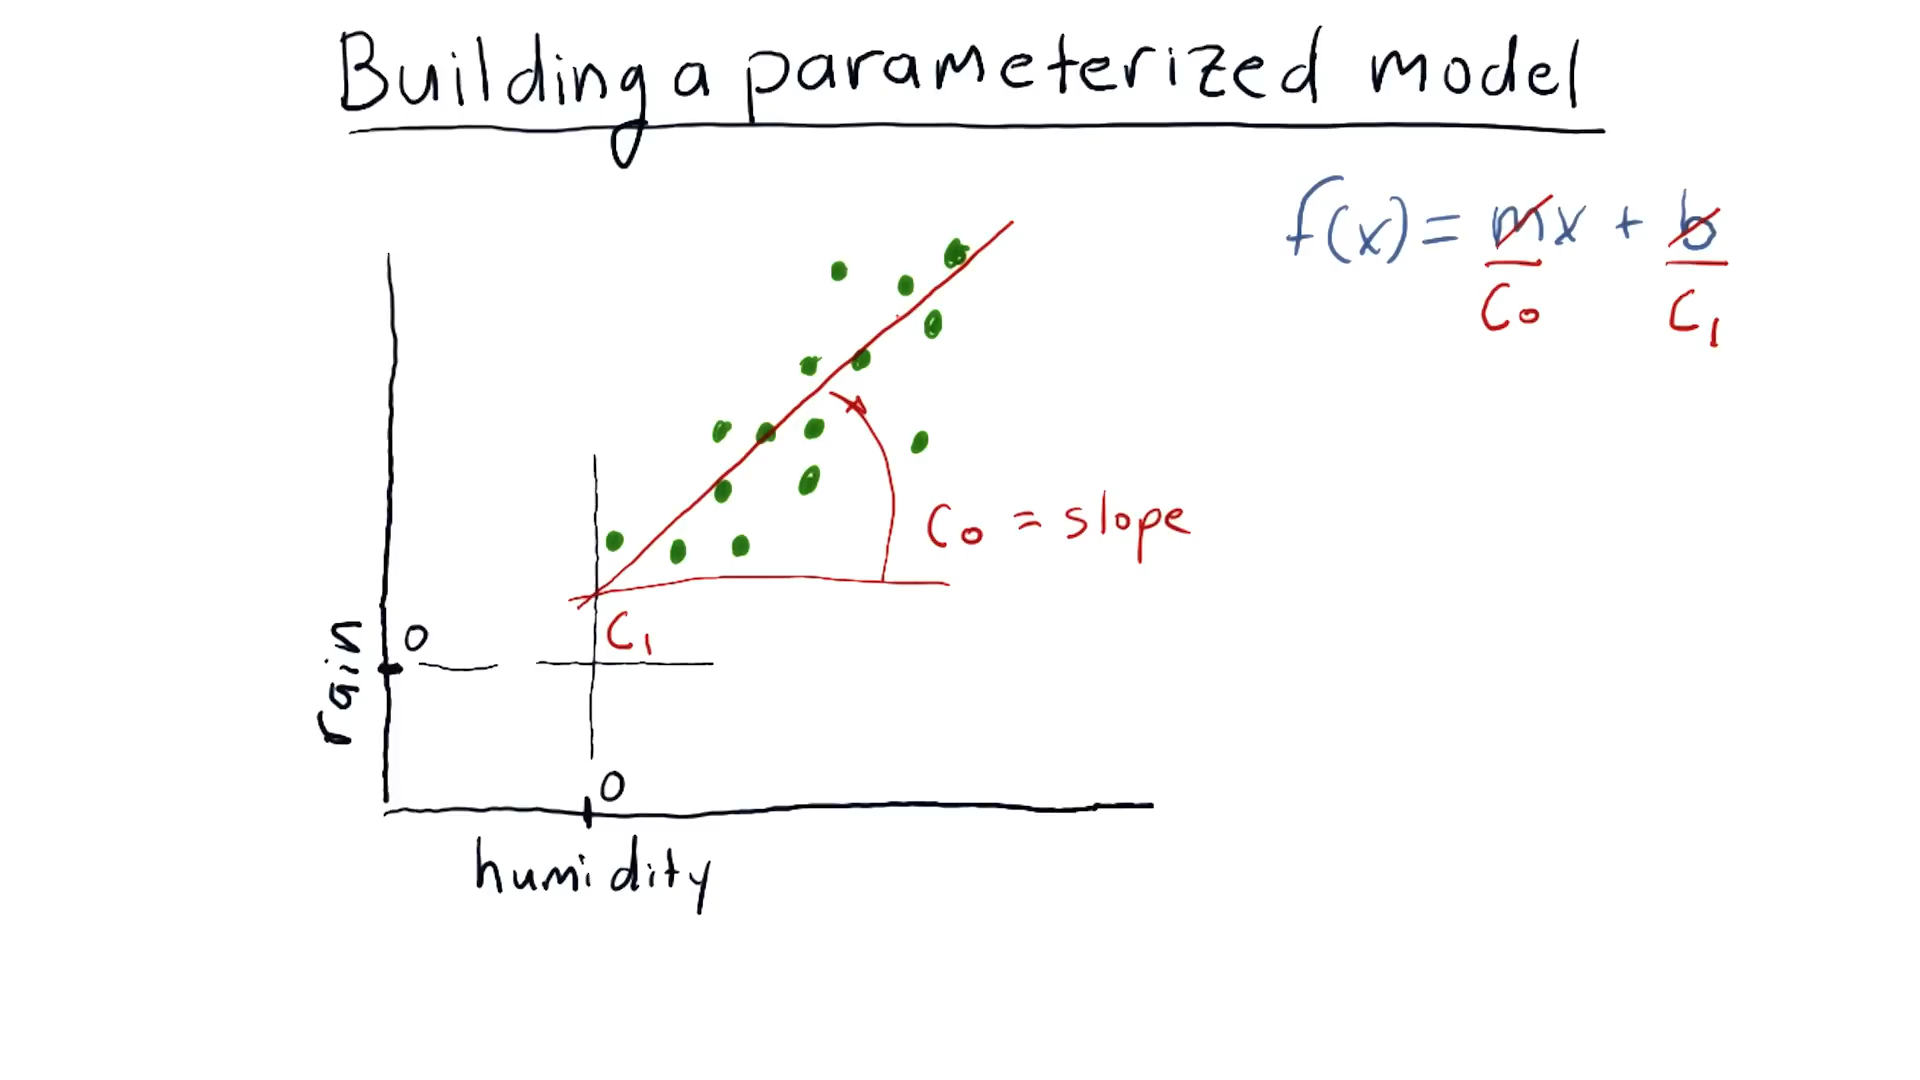 Building a parameterized model
f(x) = mx + b
C0 C1
C0 = slope
C1
0
rain
0
humidity